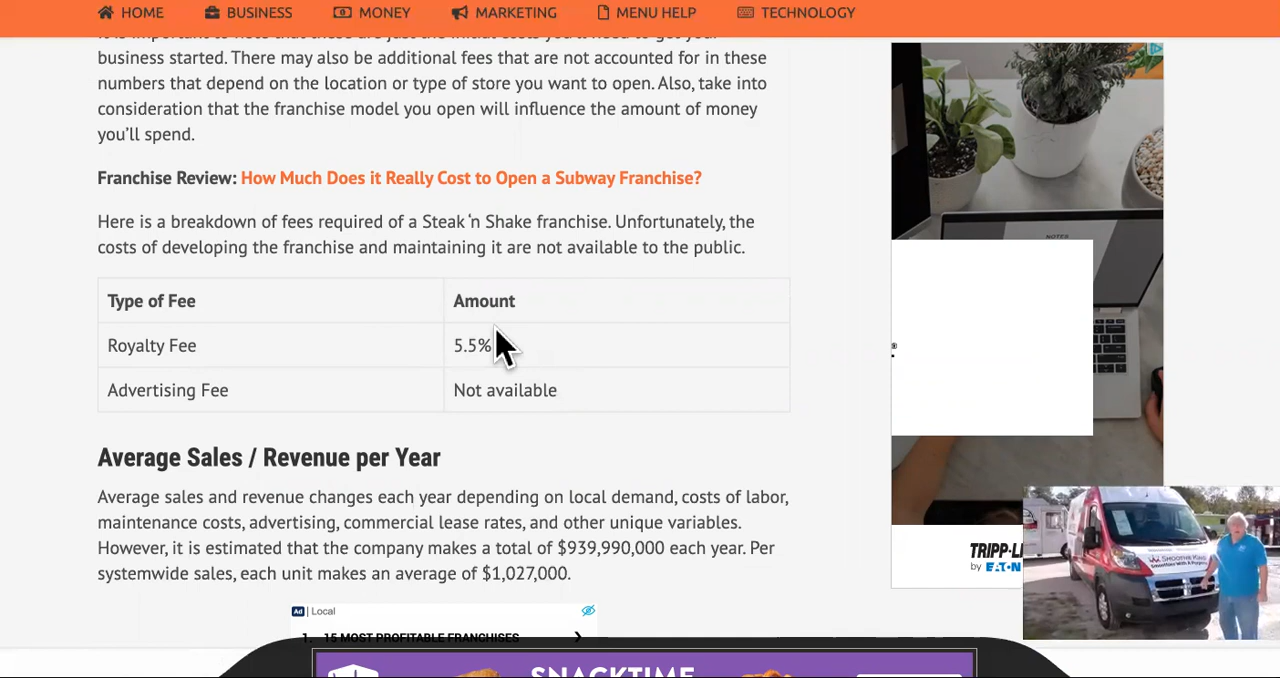 HOME BUSINESS MONEY MARKETING MENU HELP TECHNOLOGY
business started. There may also be additional fees that are not accounted for in these
numbers that depend on the location or type of store you want to open. Also, take into
consideration that the franchise model you open will influence the amount of money
you’ll spend.
Franchise Review: How Much Does it Really Cost to Open a Subway Franchise?
Here is a breakdown of fees required of a Steak ‘n Shake franchise. Unfortunately, the
costs of developing the franchise and maintaining it are not available to the public.
Type of Fee Amount
Royalty Fee 5.5%
Advertising Fee Not available
Average Sales / Revenue per Year
Average sales and revenue changes each year depending on local demand, costs of labor,
maintenance costs, advertising, commercial lease rates, and other unique variables.
However, it is estimated that the company makes a total of $939,990,000 each year. Per
systemwide sales, each unit makes an average of $1,027,000.
Ad | Local
1. 15 MOST PROFITABLE FRANCHISES
SNACKTIME
NOTES
TRIPP-L
by EATON
SMOOTHIE KING